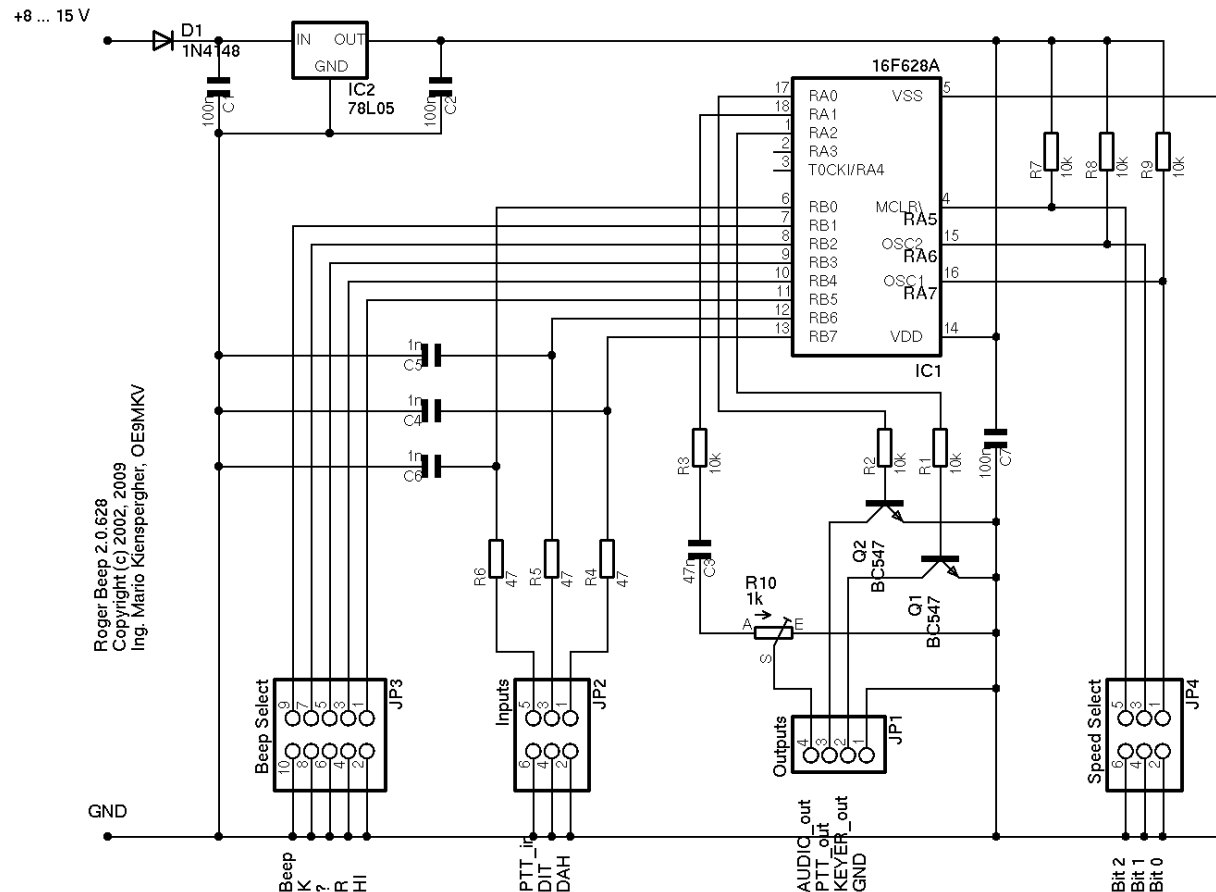 +8 ... 15 V
D1
1N4148
IN OUT
GND
IC2
78L05
100n
C1
100n
C2
16F628A
17 RA0
18 RA1
1 RA2
2 RA3
3 T0CKI/RA4
6 RB0
7 RB1
8 RB2
9 RB3
10 RB4
11 RB5
12 RB6
13 RB7
VSS 5
MCLR\ 4
RA5
OSC2 15
RA6
OSC1 16
RA7
VDD 14
IC1
R7
10k
R8
10k
R9
10k
1n
C5
1n
C4
1n
C6
Roger Beep 2.0.628
Copyright (c) 2002, 2009
Ing. Mario Kienspergher, OE9MKV
R6
47
R5
47
R4
47
R3
10k
R2
10k
R1
10k
100n
C7
47n
C3
Q2
BC547
Q1
BC547
R10
1k
A E
S
Beep Select
9 7 5 3 1
10 8 6 4 2
JP3
Inputs
5 3 1
6 4 2
JP2
Outputs
4 3 2 1
JP1
Speed Select
5 3 1
6 4 2
JP4
GND
Beep
K
?
R
HI
PTT_in
DIT
DAH
AUDIO_out
PTT_out
KEYER_out
GND
Bit 2
Bit 1
Bit 0